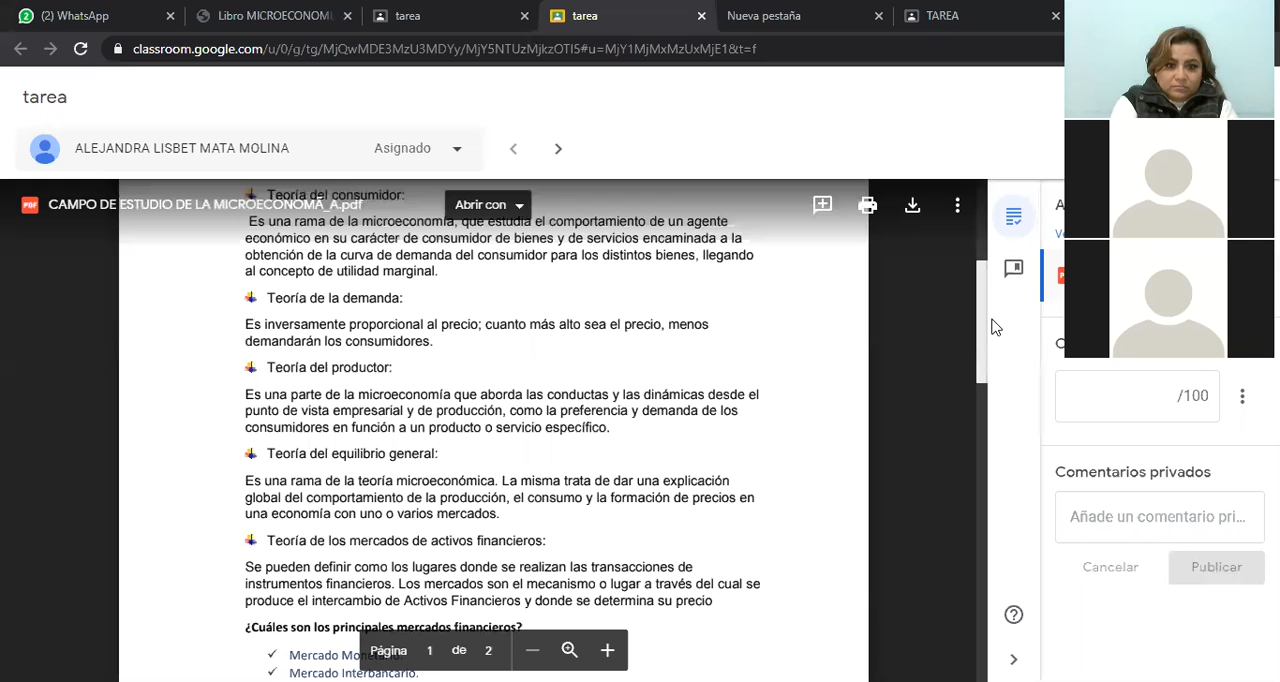 (2) WhatsApp
Libro MICROECONOMI
tarea
tarea
Nueva pestaña
TAREA
classroom.google.com/u/0/g/tg/MjQwMDE3MzU3MDYy/MjY5NTUzMjkzOTI5#u=MjY1MjMxMzUxMjE1&t=f
tarea
ALEJANDRA LISBET MATA MOLINA
Asignado
CAMPO DE ESTUDIO DE LA MICROECONOMÁ_A.pdf
Abrir con
Teoría del consumidor:
Es una rama de la microeconomía, que estudia el comportamiento de un agente
económico en su carácter de consumidor de bienes y de servicios encaminada a la
obtención de la curva de demanda del consumidor para los distintos bienes, llegando
al concepto de utilidad marginal.
Teoría de la demanda:
Es inversamente proporcional al precio; cuanto más alto sea el precio, menos
demandarán los consumidores.
Teoría del productor:
Es una parte de la microeconomía que aborda las conductas y las dinámicas desde el
punto de vista empresarial y de producción, como la preferencia y demanda de los
consumidores en función a un producto o servicio específico.
Teoría del equilibrio general:
Es una rama de la teoría microeconómica. La misma trata de dar una explicación
global del comportamiento de la producción, el consumo y la formación de precios en
una economía con uno o varios mercados.
Teoría de los mercados de activos financieros:
Se pueden definir como los lugares donde se realizan las transacciones de
instrumentos financieros. Los mercados son el mecanismo o lugar a través del cual se
produce el intercambio de Activos Financieros y donde se determina su precio
¿Cuáles son los principales mercados financieros?
Mercado Monetario.
Mercado Interbancario.
Página 1 de 2
/100
Comentarios privados
Añade un comentario pri...
Cancelar
Publicar